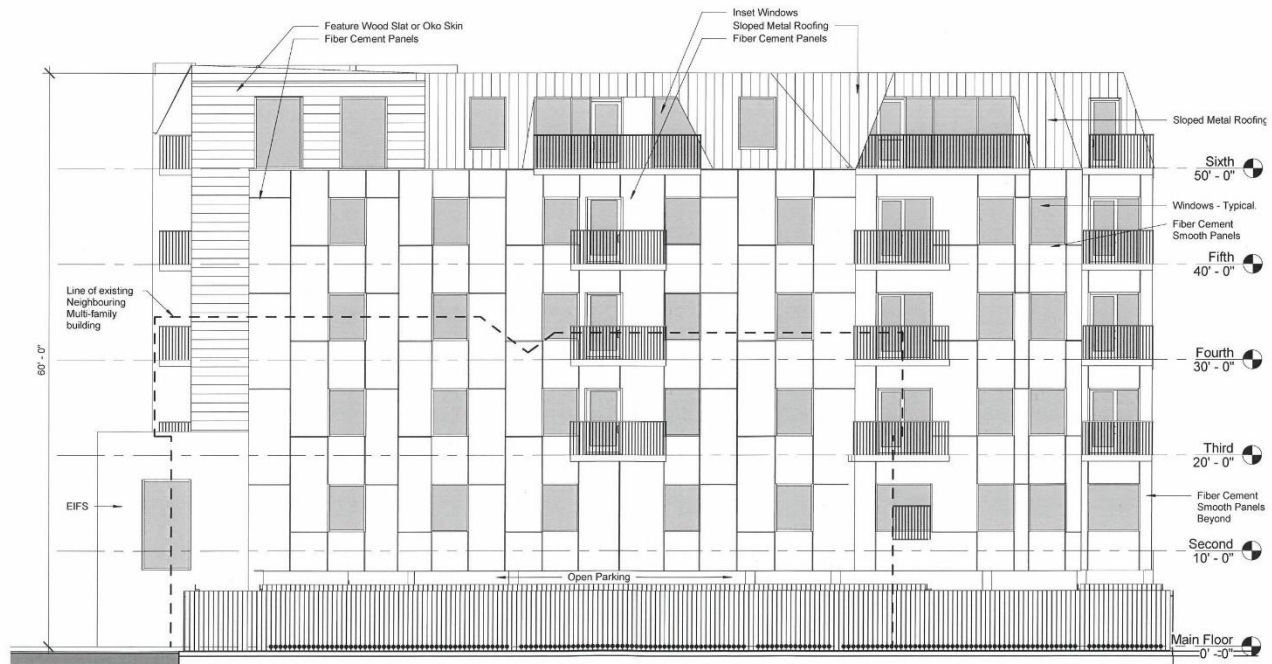 Feature Wood Slat or Oko Skin
Fiber Cement Panels
Inset Windows
Sloped Metal Roofing
Fiber Cement Panels
Sloped Metal Roofing
Sixth
50' - 0"
Windows - Typical.
Fiber Cement
Smooth Panels
Fifth
40' - 0"
Line of existing
Neighbouring
Multi-family
building
60' - 0"
Fourth
30' - 0"
Third
20' - 0"
EIFS
Fiber Cement
Smooth Panels
Beyond
Second
10' - 0"
Open Parking
Main Floor
0' - 0"